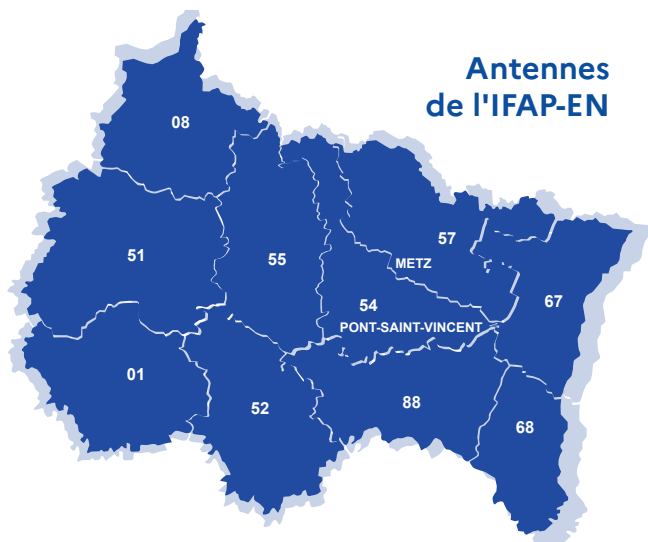 Antennes
de l'IFAP-EN
08
57
51
55
METZ
54
67
PONT-SAINT-VINCENT
01
52
88
68